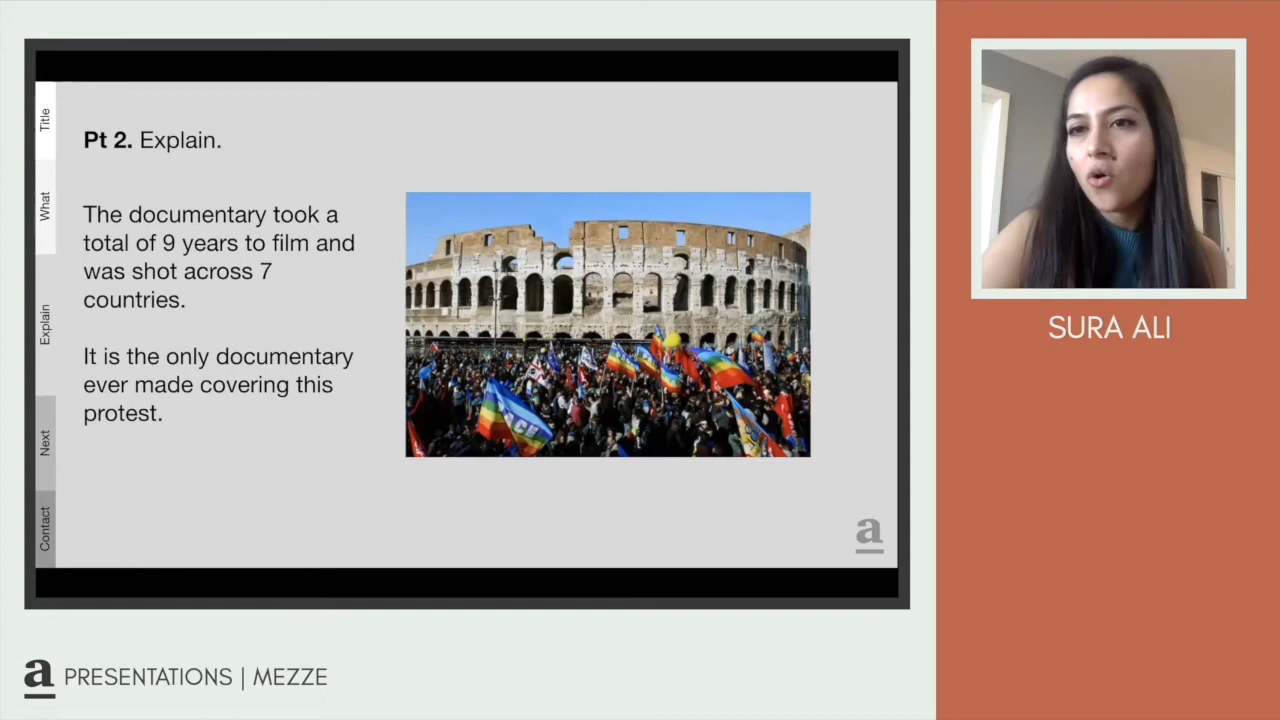 Title
What
Explain
Next
Contact
Pt 2. Explain.
The documentary took a
total of 9 years to film and
was shot across 7
countries.
It is the only documentary
ever made covering this
protest.
PACE
a
SURA ALI
a PRESENTATIONS | MEZZE